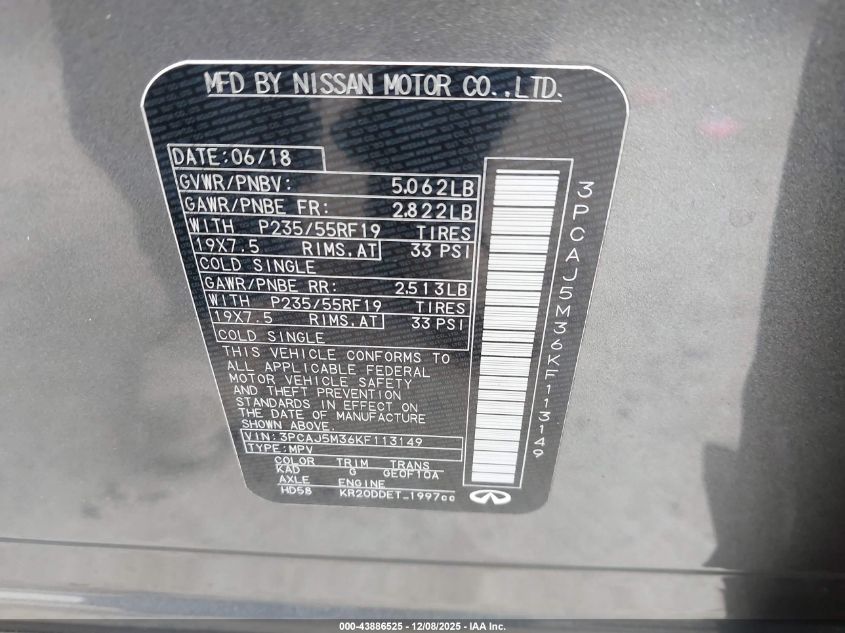 MFD BY NISSAN MOTOR CO.,LTD.
DATE:06/18
GVWR/PNBV: 5.062LB
GAWR/PNBE FR: 2.822LB
WITH P235/55RF19 TIRES
19X7.5 RIMS.AT 33 PSI
COLD SINGLE
GAWR/PNBE RR: 2.513LB
WITH P235/55RF19 TIRES
19X7.5 RIMS.AT 33 PSI
COLD SINGLE
THIS VEHICLE CONFORMS TO
ALL APPLICABLE FEDERAL
MOTOR VEHICLE SAFETY
AND THEFT PREVENTION
STANDARDS IN EFFECT ON
THE DATE OF MANUFACTURE
SHOWN ABOVE.
VIN:3PCAJ5M36KF113149
TYPE:MPV
COLOR TRIM TRANS
KAD G GE0F10A
AXLE ENGINE
HD58 KR20DDET_1997cc
3PCAJ5M36KF113149
000-43886525 - 12/08/2025 - IAA Inc.